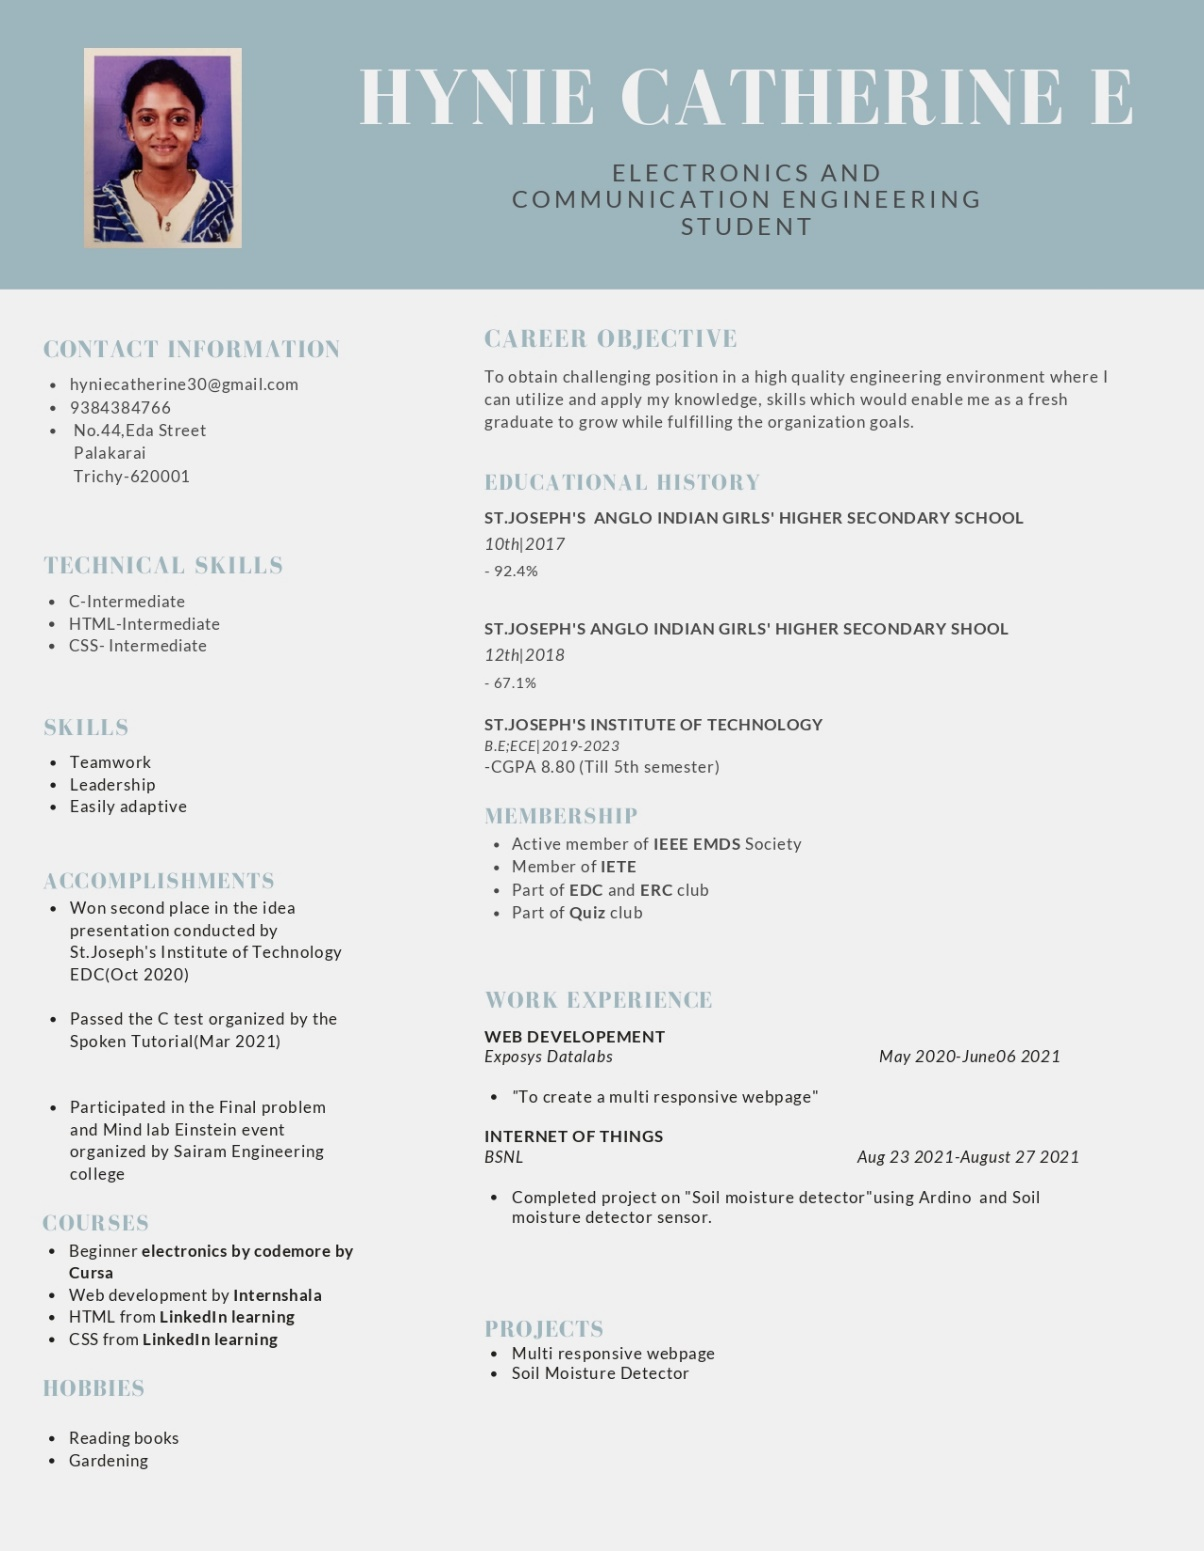 HYNIE CATHERINE E
ELECTRONICS AND
COMMUNICATION ENGINEERING
STUDENT
CONTACT INFORMATION
• hyniecatherine30@gmail.com
• 9384384766
• No.44,Eda Street
Palakarai
Trichy-620001
TECHNICAL SKILLS
• C-Intermediate
• HTML-Intermediate
• CSS- Intermediate
SKILLS
• Teamwork
• Leadership
• Easily adaptive
ACCOMPLISHMENTS
• Won second place in the idea
presentation conducted by
St.Joseph's Institute of Technology
EDC(Oct 2020)
• Passed the C test organized by the
Spoken Tutorial(Mar 2021)
• Participated in the Final problem
and Mind lab Einstein event
organized by Sairam Engineering
college
COURSES
• Beginner electronics by codemore by
Cursa
• Web development by Internshala
• HTML from LinkedIn learning
• CSS from LinkedIn learning
HOBBIES
• Reading books
• Gardening
CAREER OBJECTIVE
To obtain challenging position in a high quality engineering environment where I
can utilize and apply my knowledge, skills which would enable me as a fresh
graduate to grow while fulfilling the organization goals.
EDUCATIONAL HISTORY
ST.JOSEPH'S  ANGLO INDIAN GIRLS' HIGHER SECONDARY SCHOOL
10th|2017
- 92.4%
ST.JOSEPH'S ANGLO INDIAN GIRLS' HIGHER SECONDARY SHOOL
12th|2018
- 67.1%
ST.JOSEPH'S INSTITUTE OF TECHNOLOGY
B.E;ECE|2019-2023
-CGPA 8.80 (Till 5th semester)
MEMBERSHIP
• Active member of IEEE EMDS Society
• Member of IETE
• Part of EDC and ERC club
• Part of Quiz club
WORK EXPERIENCE
WEB DEVELOPEMENT
Exposys Datalabs May 2020-June06 2021
• "To create a multi responsive webpage"
INTERNET OF THINGS
BSNL Aug 23 2021-August 27 2021
• Completed project on "Soil moisture detector"using Ardino  and Soil
moisture detector sensor.
PROJECTS
• Multi responsive webpage
• Soil Moisture Detector